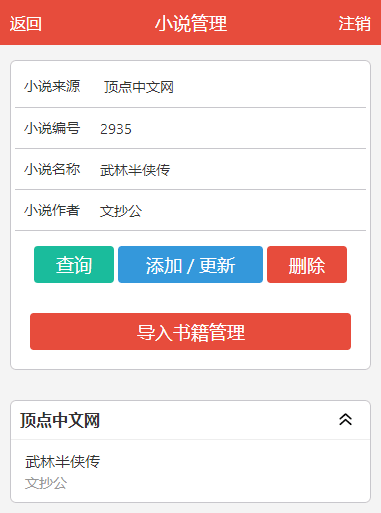 返回 小说管理 注销
小说来源 顶点中文网
小说编号 2935
小说名称 武林半侠传
小说作者 文抄公
查询 添加 / 更新 删除
导入书籍管理
顶点中文网
武林半侠传
文抄公